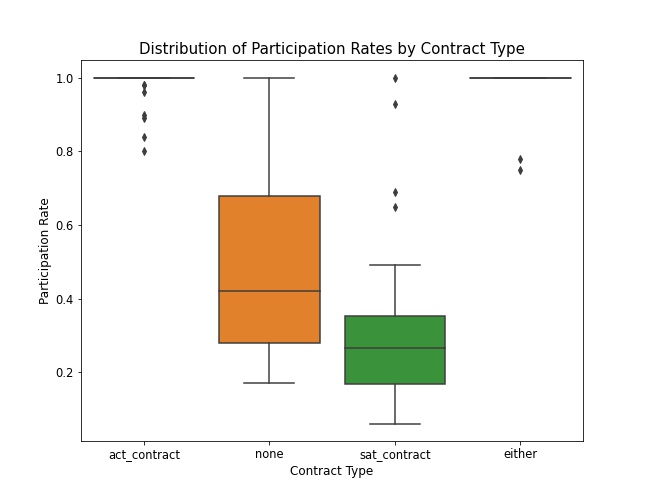 Distribution of Participation Rates by Contract Type
1.0
0.8
0.6
0.4
0.2
Participation Rate
act_contract none sat_contract either
Contract Type